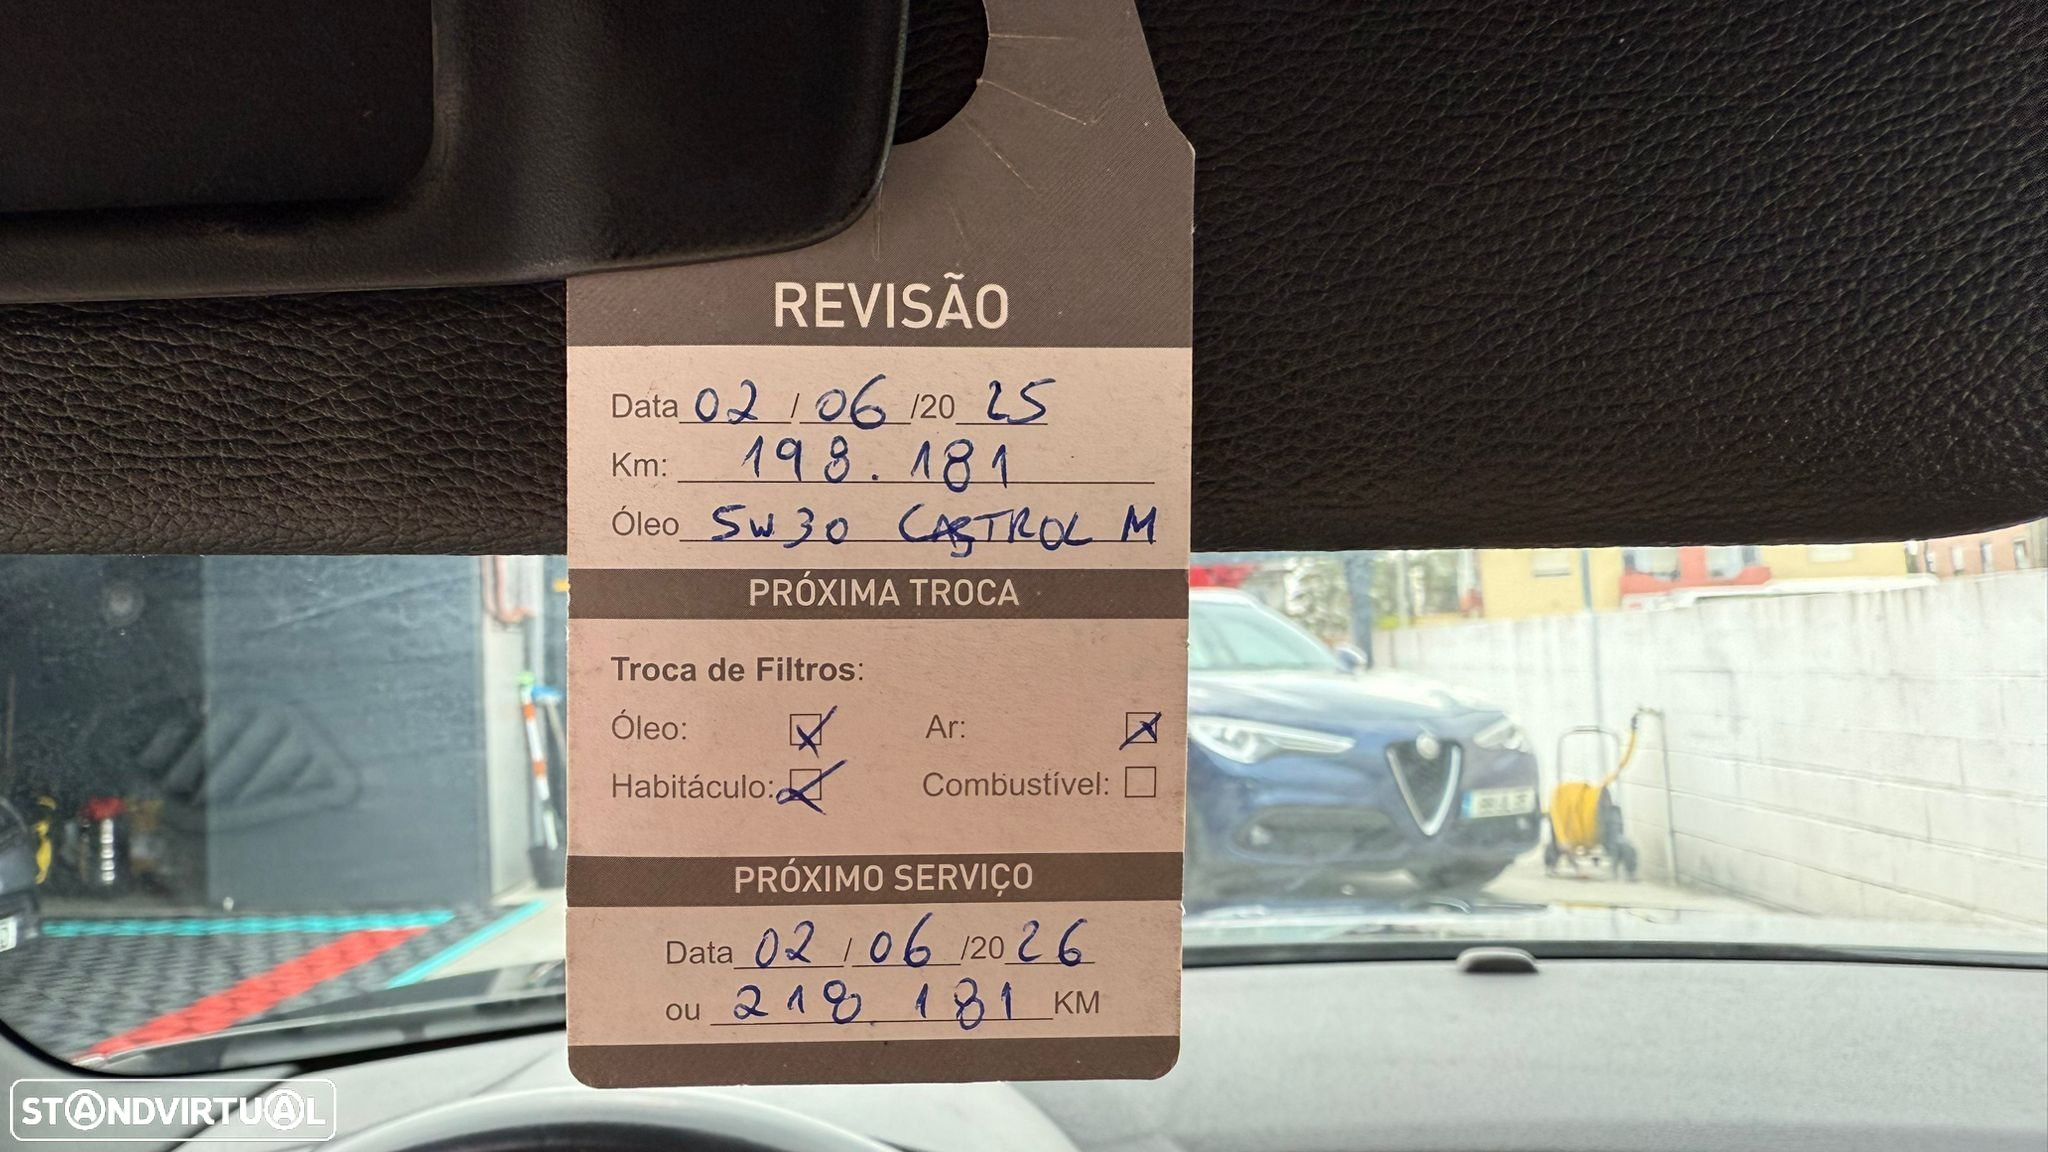 REVISÃO
Data 02 / 06 /20 25
Km: 198.181
Óleo 5W30 CASTROL M
PRÓXIMA TROCA
Troca de Filtros:
Óleo: Ar:
Habitáculo: Combustível:
PRÓXIMO SERVIÇO
Data 02 / 06 /20 26
ou 218.181 KM
STANDVIRTUAL